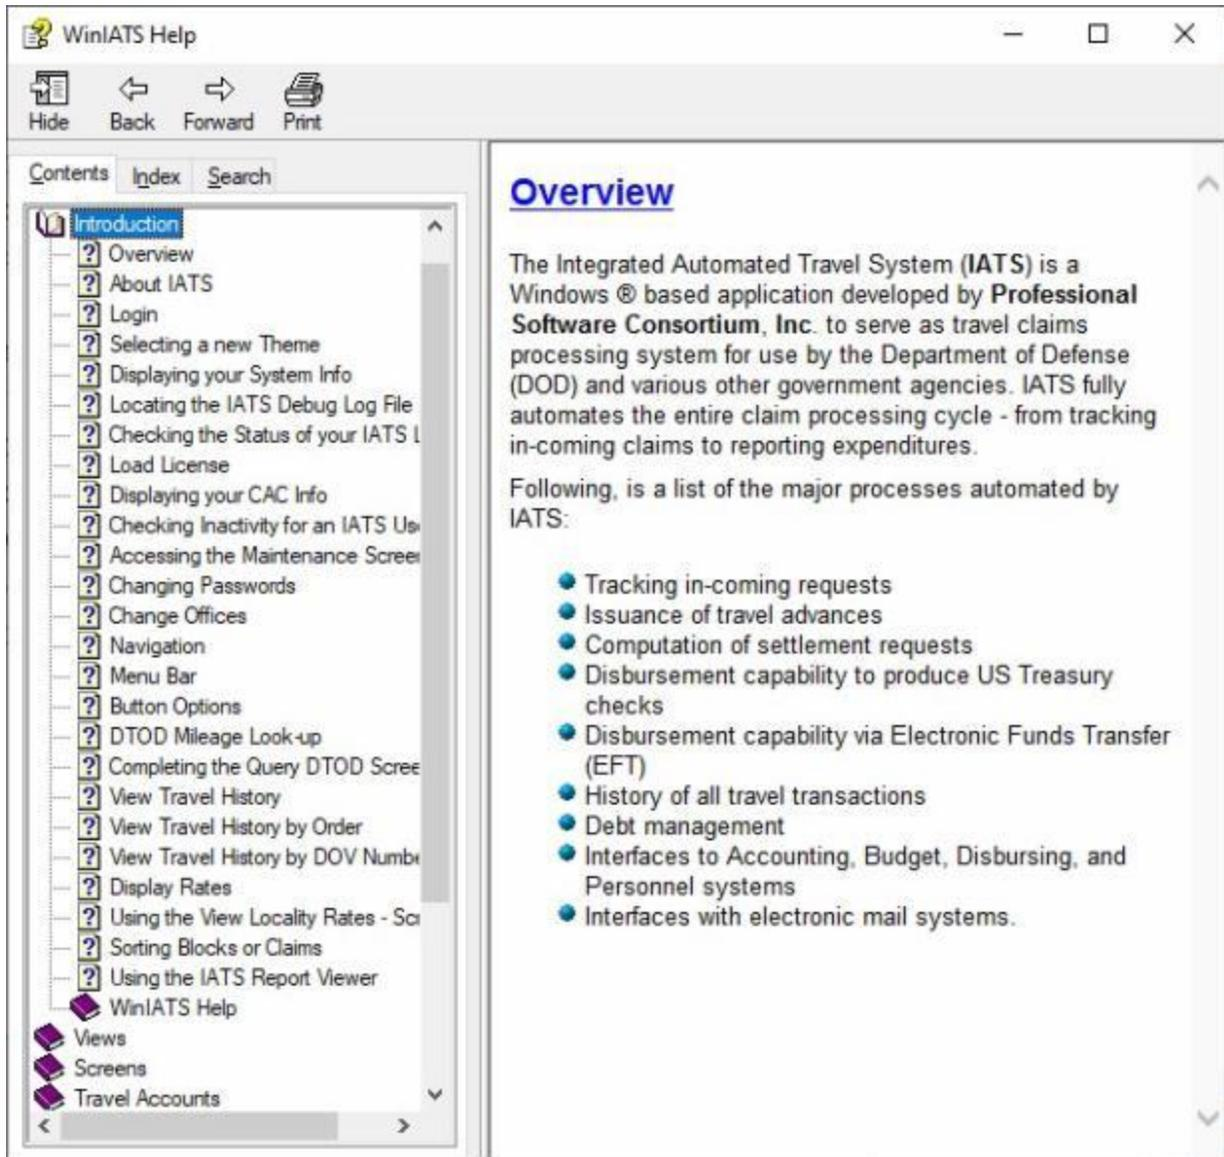 WinIATS Help
Hide Back Forward Print
Contents Index Search
Introduction
Overview
About IATS
Login
Selecting a new Theme
Displaying your System Info
Locating the IATS Debug Log File
Checking the Status of your IATS L
Load License
Displaying your CAC Info
Checking Inactivity for an IATS Us
Accessing the Maintenance Scree
Changing Passwords
Change Offices
Navigation
Menu Bar
Button Options
DTOD Mileage Look-up
Completing the Query DTOD Scree
View Travel History
View Travel History by Order
View Travel History by DOV Numbe
Display Rates
Using the View Locality Rates - Scr
Sorting Blocks or Claims
Using the IATS Report Viewer
WinIATS Help
Views
Screens
Travel Accounts
Overview
The Integrated Automated Travel System (IATS) is a
Windows ® based application developed by Professional
Software Consortium, Inc. to serve as travel claims
processing system for use by the Department of Defense
(DOD) and various other government agencies. IATS fully
automates the entire claim processing cycle - from tracking
in-coming claims to reporting expenditures.
Following, is a list of the major processes automated by
IATS:
Tracking in-coming requests
Issuance of travel advances
Computation of settlement requests
Disbursement capability to produce US Treasury
checks
Disbursement capability via Electronic Funds Transfer
(EFT)
History of all travel transactions
Debt management
Interfaces to Accounting, Budget, Disbursing, and
Personnel systems
Interfaces with electronic mail systems.